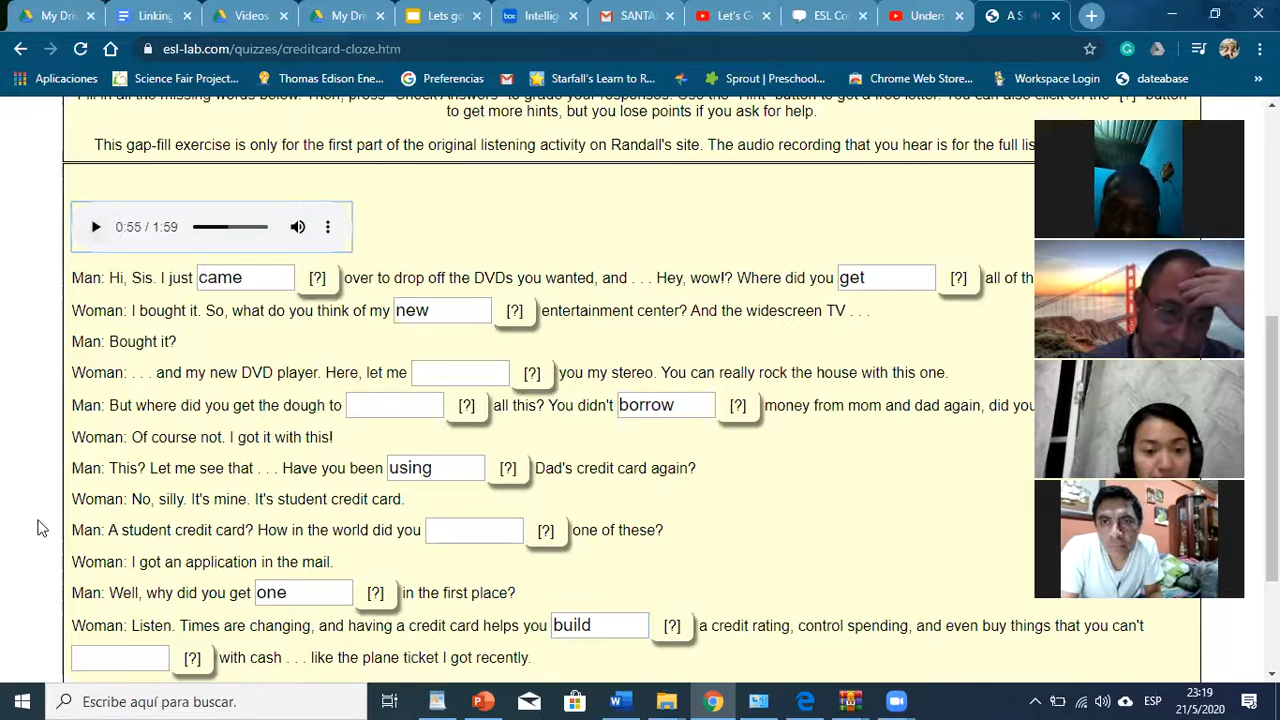 My Dri
Linking
Videos
My Driv
Lets go
Intellig
SANTAI
Let's G
ESL Co
Unders
A S
esl-lab.com/quizzes/creditcard-cloze.htm
Aplicaciones
Science Fair Project...
Thomas Edison Ene...
Preferencias
Starfall's Learn to R...
Sprout | Preschool...
Chrome Web Store...
Workspace Login
dateabase
»
to get more hints, but you lose points if you ask for help.
This gap-fill exercise is only for the first part of the original listening activity on Randall's site. The audio recording that you hear is for the full lis
0:55 / 1:59
Man: Hi, Sis. I just came [?] over to drop off the DVDs you wanted, and . . . Hey, wow!? Where did you get [?] all of th
Woman: I bought it. So, what do you think of my new [?] entertainment center? And the widescreen TV . . .
Man: Bought it?
Woman: . . . and my new DVD player. Here, let me [?] you my stereo. You can really rock the house with this one.
Man: But where did you get the dough to [?] all this? You didn't borrow [?] money from mom and dad again, did you
Woman: Of course not. I got it with this!
Man: This? Let me see that . . . Have you been using [?] Dad's credit card again?
Woman: No, silly. It's mine. It's student credit card.
Man: A student credit card? How in the world did you [?] one of these?
Woman: I got an application in the mail.
Man: Well, why did you get one [?] in the first place?
Woman: Listen. Times are changing, and having a credit card helps you build [?] a credit rating, control spending, and even buy things that you can't
[?] with cash . . . like the plane ticket I got recently.
Escribe aquí para buscar.
ESP
23:19
21/5/2020